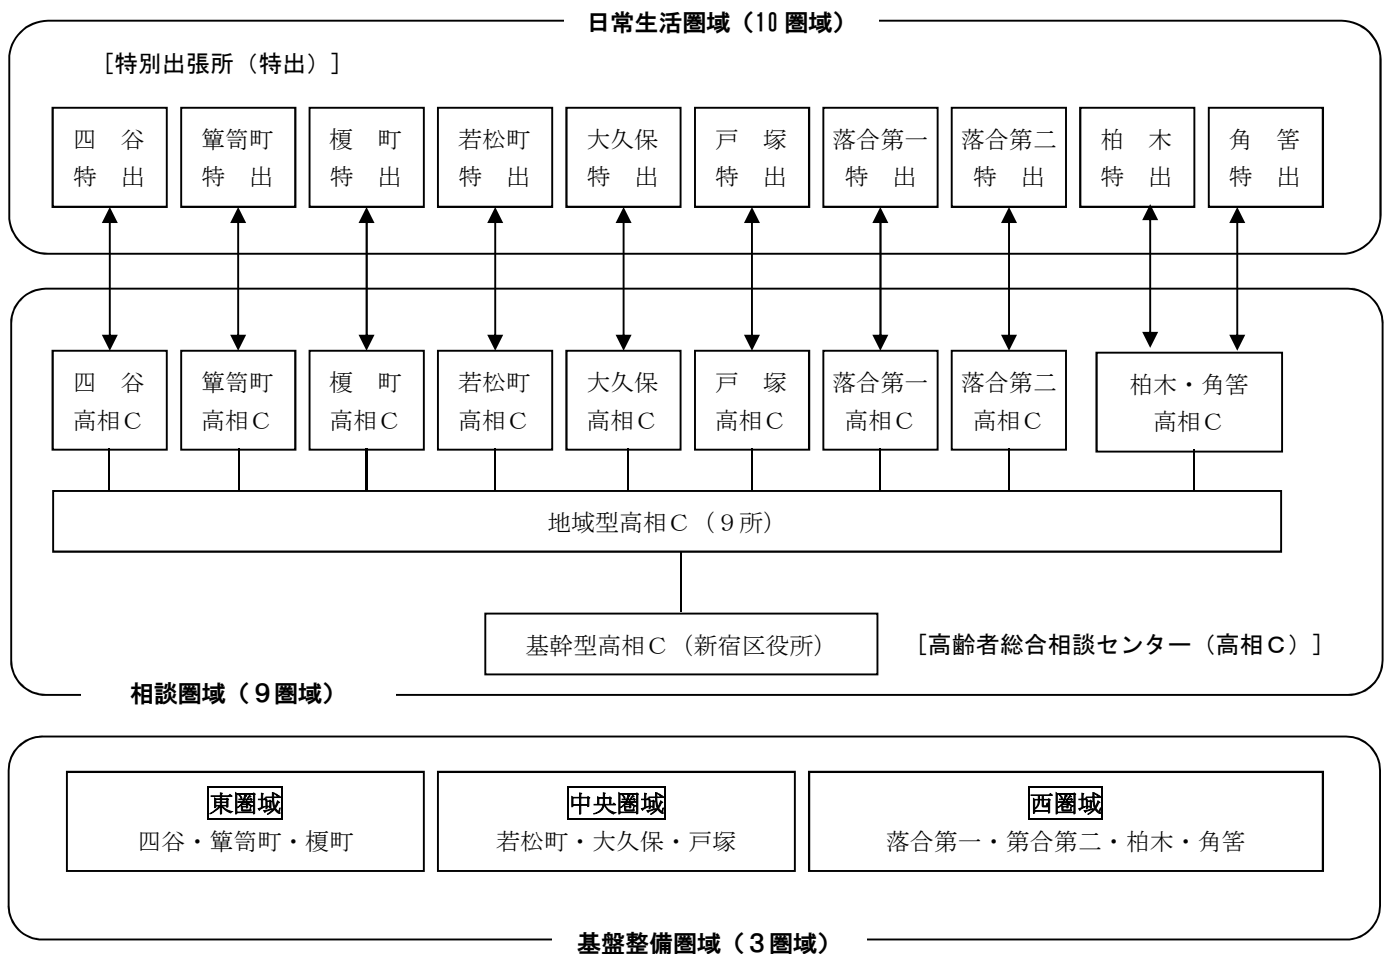 日常生活圏域（10 圏域）
［特別出張所（特出）］
四　谷
特　出
簞笥町
特　出
榎　町
特　出
若松町
特　出
大久保
特　出
戸　塚
特　出
落合第一
特　出
落合第二
特　出
柏　木
特　出
角　筈
特　出
四　谷
高相Ｃ
簞笥町
高相Ｃ
榎　町
高相Ｃ
若松町
高相Ｃ
大久保
高相Ｃ
戸　塚
高相Ｃ
落合第一
高相Ｃ
落合第二
高相Ｃ
柏木・角筈
高相Ｃ
地域型高相Ｃ（９所）
基幹型高相Ｃ（新宿区役所）
［高齢者総合相談センター（高相Ｃ）］
相談圏域（９圏域）
東圏域
四谷・簞笥町・榎町
中央圏域
若松町・大久保・戸塚
西圏域
落合第一・第合第二・柏木・角筈
基盤整備圏域（３圏域）